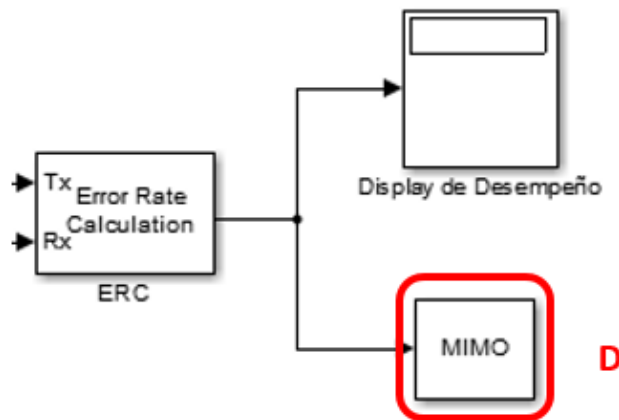 Tx
Error Rate
Calculation
Rx
ERC
Display de Desempeño
MIMO
D